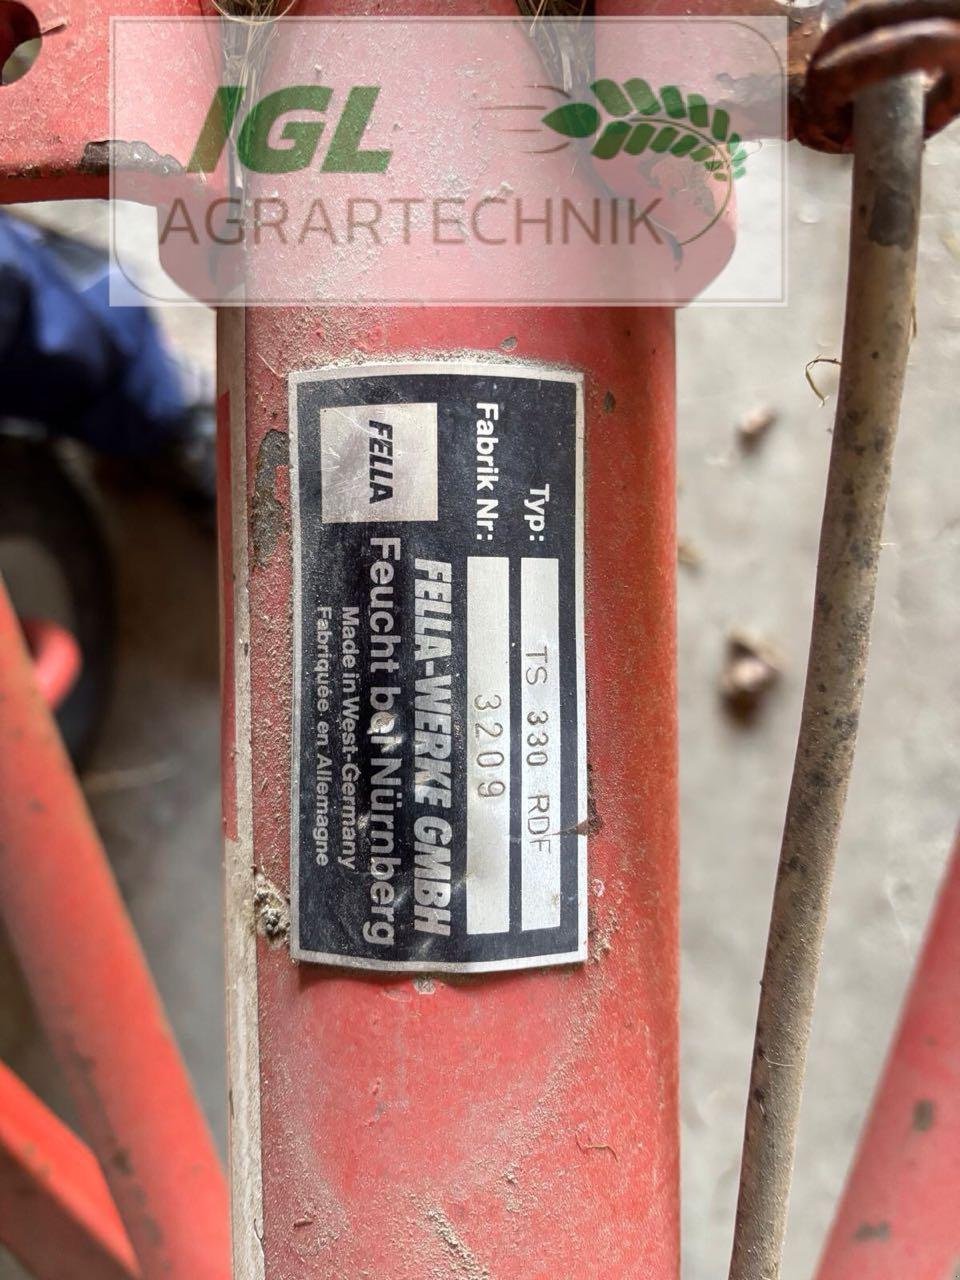 IGL
AGRARTECHNIK
Typ: TS 330 RDF
Fabrik Nr: 3209
FELLA
FELLA-WERKE GMBH
Feucht bei Nürnberg
Made in West-Germany
Fabriquée en Allemagne